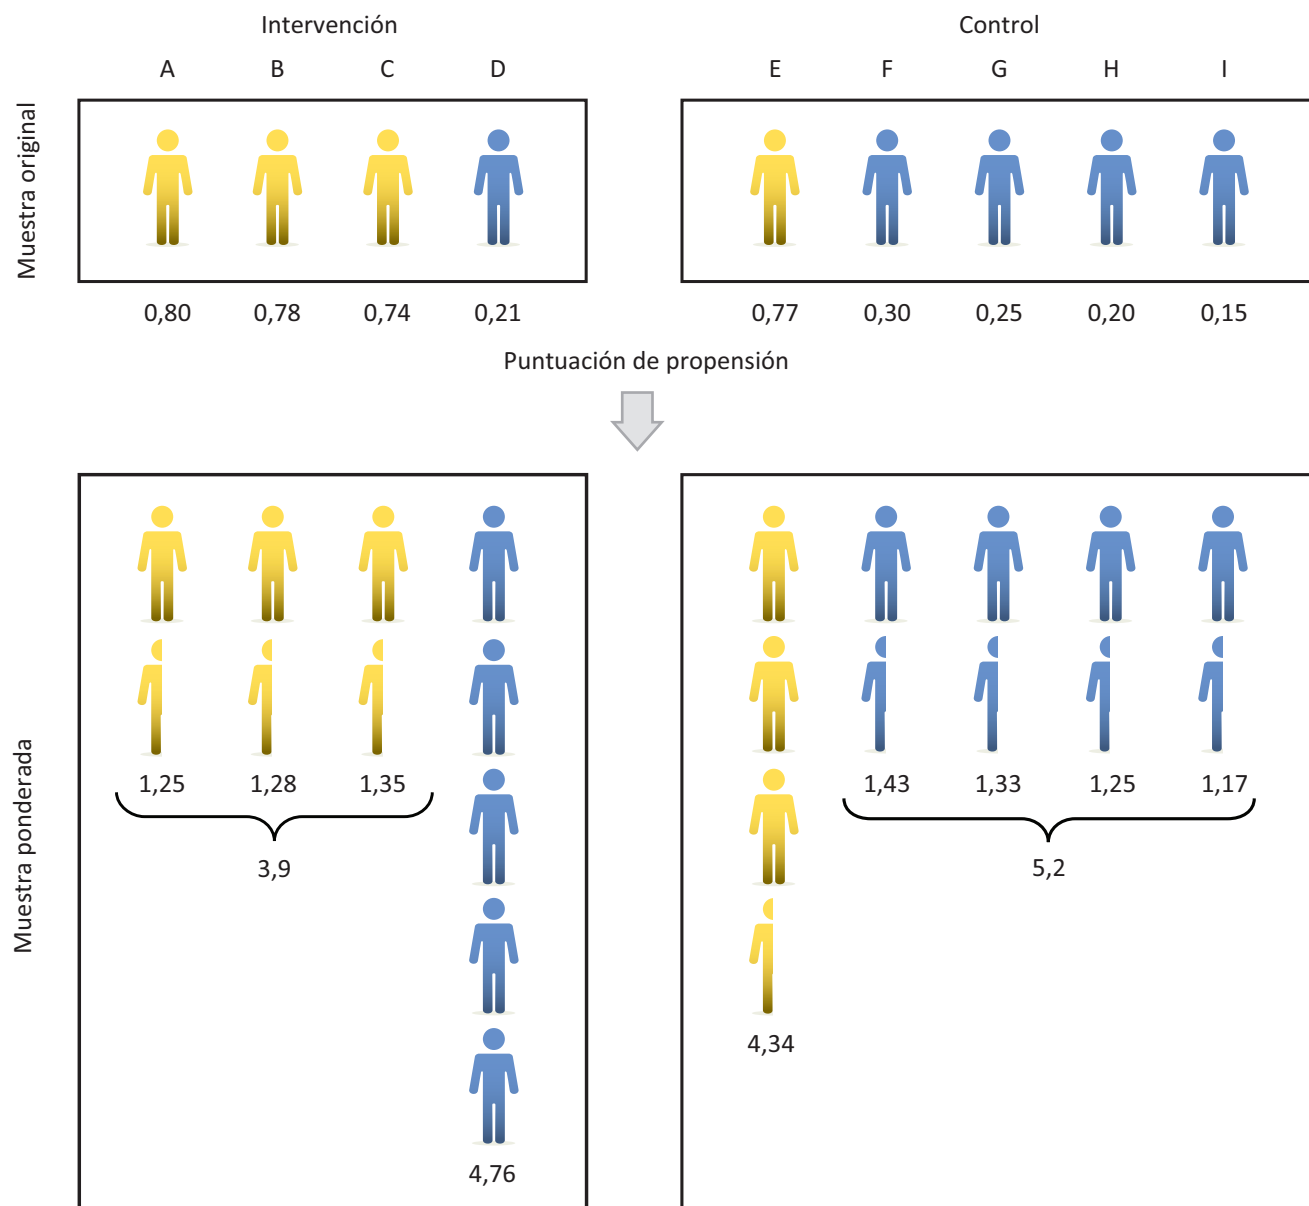 Intervención
Control
A B C D
E F G H I
Muestra original
0,80 0,78 0,74 0,21
0,77 0,30 0,25 0,20 0,15
Puntuación de propensión
Muestra ponderada
1,25 1,28 1,35
3,9
4,76
1,43 1,33 1,25 1,17
5,2
4,34